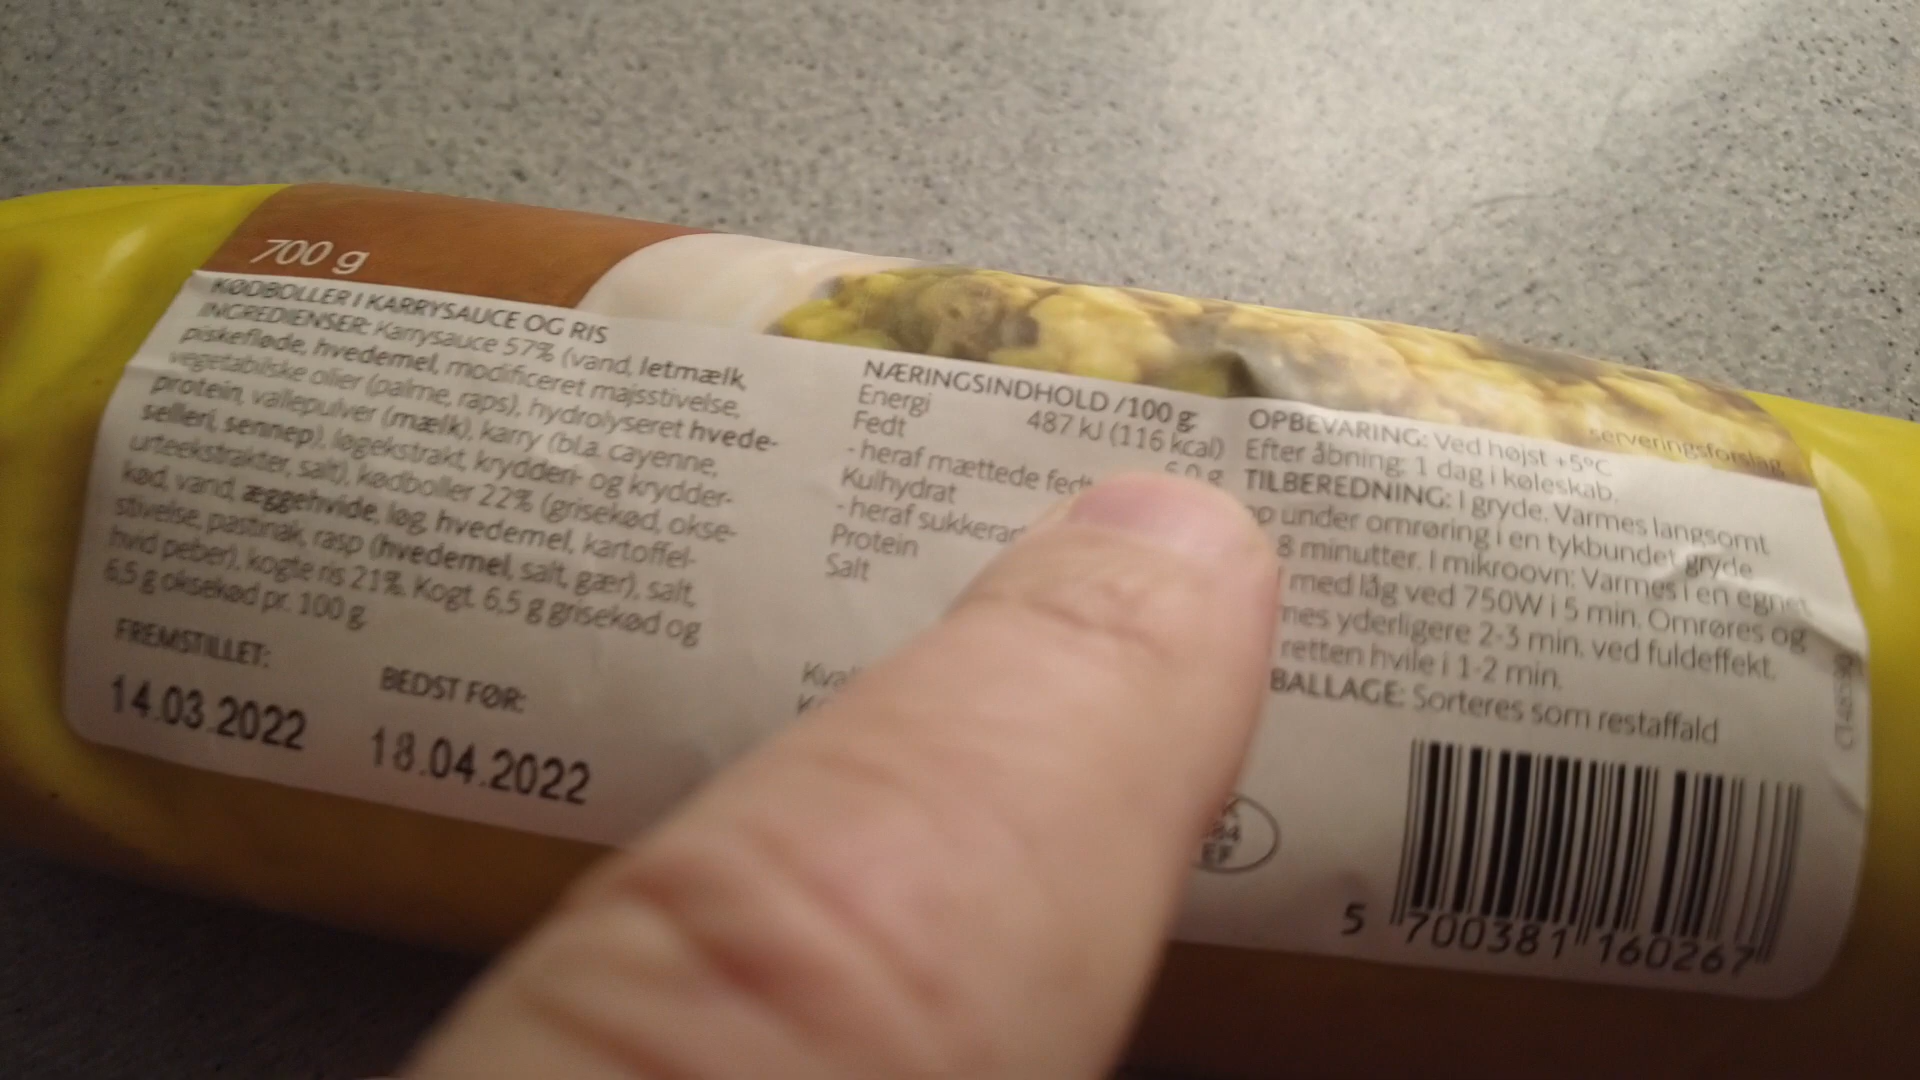 700 g
KØDBOLLER I KARRYSAUCE OG RIS
INGREDIENSER: Karrysauce 57% (vand, letmælk,
piskefløde, hvedemel, modificeret majsstivelse,
vegetabilske olier (palme, raps), hydrolyseret hvede-
protein, vallepulver (mælk), karry (bl.a. cayenne,
selleri, sennep), løgekstrakt, krydderi- og krydder-
urteekstrakter, salt), kødboller 22% (grisekød, okse-
kød, vand, æggehvide, løg, hvedemel, kartoffel-
stivelse, pastinak, rasp (hvedemel, salt, gær), salt,
hvid peber), kogte ris 21%. Kogt. 6,5 g grisekød og
6,5 g oksekød pr. 100 g.
FREMSTILLET:
14.03.2022
BEDST FØR:
18.04.2022
NÆRINGSINDHOLD /100 g
Energi 487 kJ (116 kcal)
Fedt 6,0 g
- heraf mættede fedt
Kulhydrat
- heraf sukkerar
Protein
Salt
serveringsforslag
OPBEVARING: Ved højst +5°C
Efter åbning: 1 dag i køleskab.
TILBEREDNING: I gryde. Varmes langsomt
op under omrøring i en tykbundet gryde
8 minutter. I mikroovn: Varmes i en egnet
med låg ved 750W i 5 min. Omrøres og
mes yderligere 2-3 min. ved fuldeffekt.
retten hvile i 1-2 min.
BALLAGE: Sorteres som restaffald
5 700381 160267